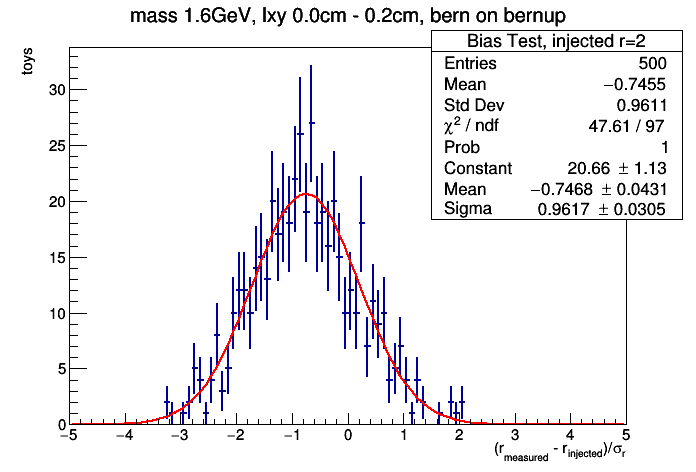 mass 1.6GeV, lxy 0.0cm - 0.2cm, bern on bernup
Bias Test, injected r=2
Entries 500
Mean −0.7455
Std Dev 0.9611
χ² / ndf 47.61 / 97
Prob 1
Constant 20.66 ± 1.13
Mean −0.7468 ± 0.0431
Sigma 0.9617 ± 0.0305
toys
30
25
20
15
10
5
0
−5 −4 −3 −2 −1 0 1 2 3 4 5
(r_measured - r_injected)/σ_r